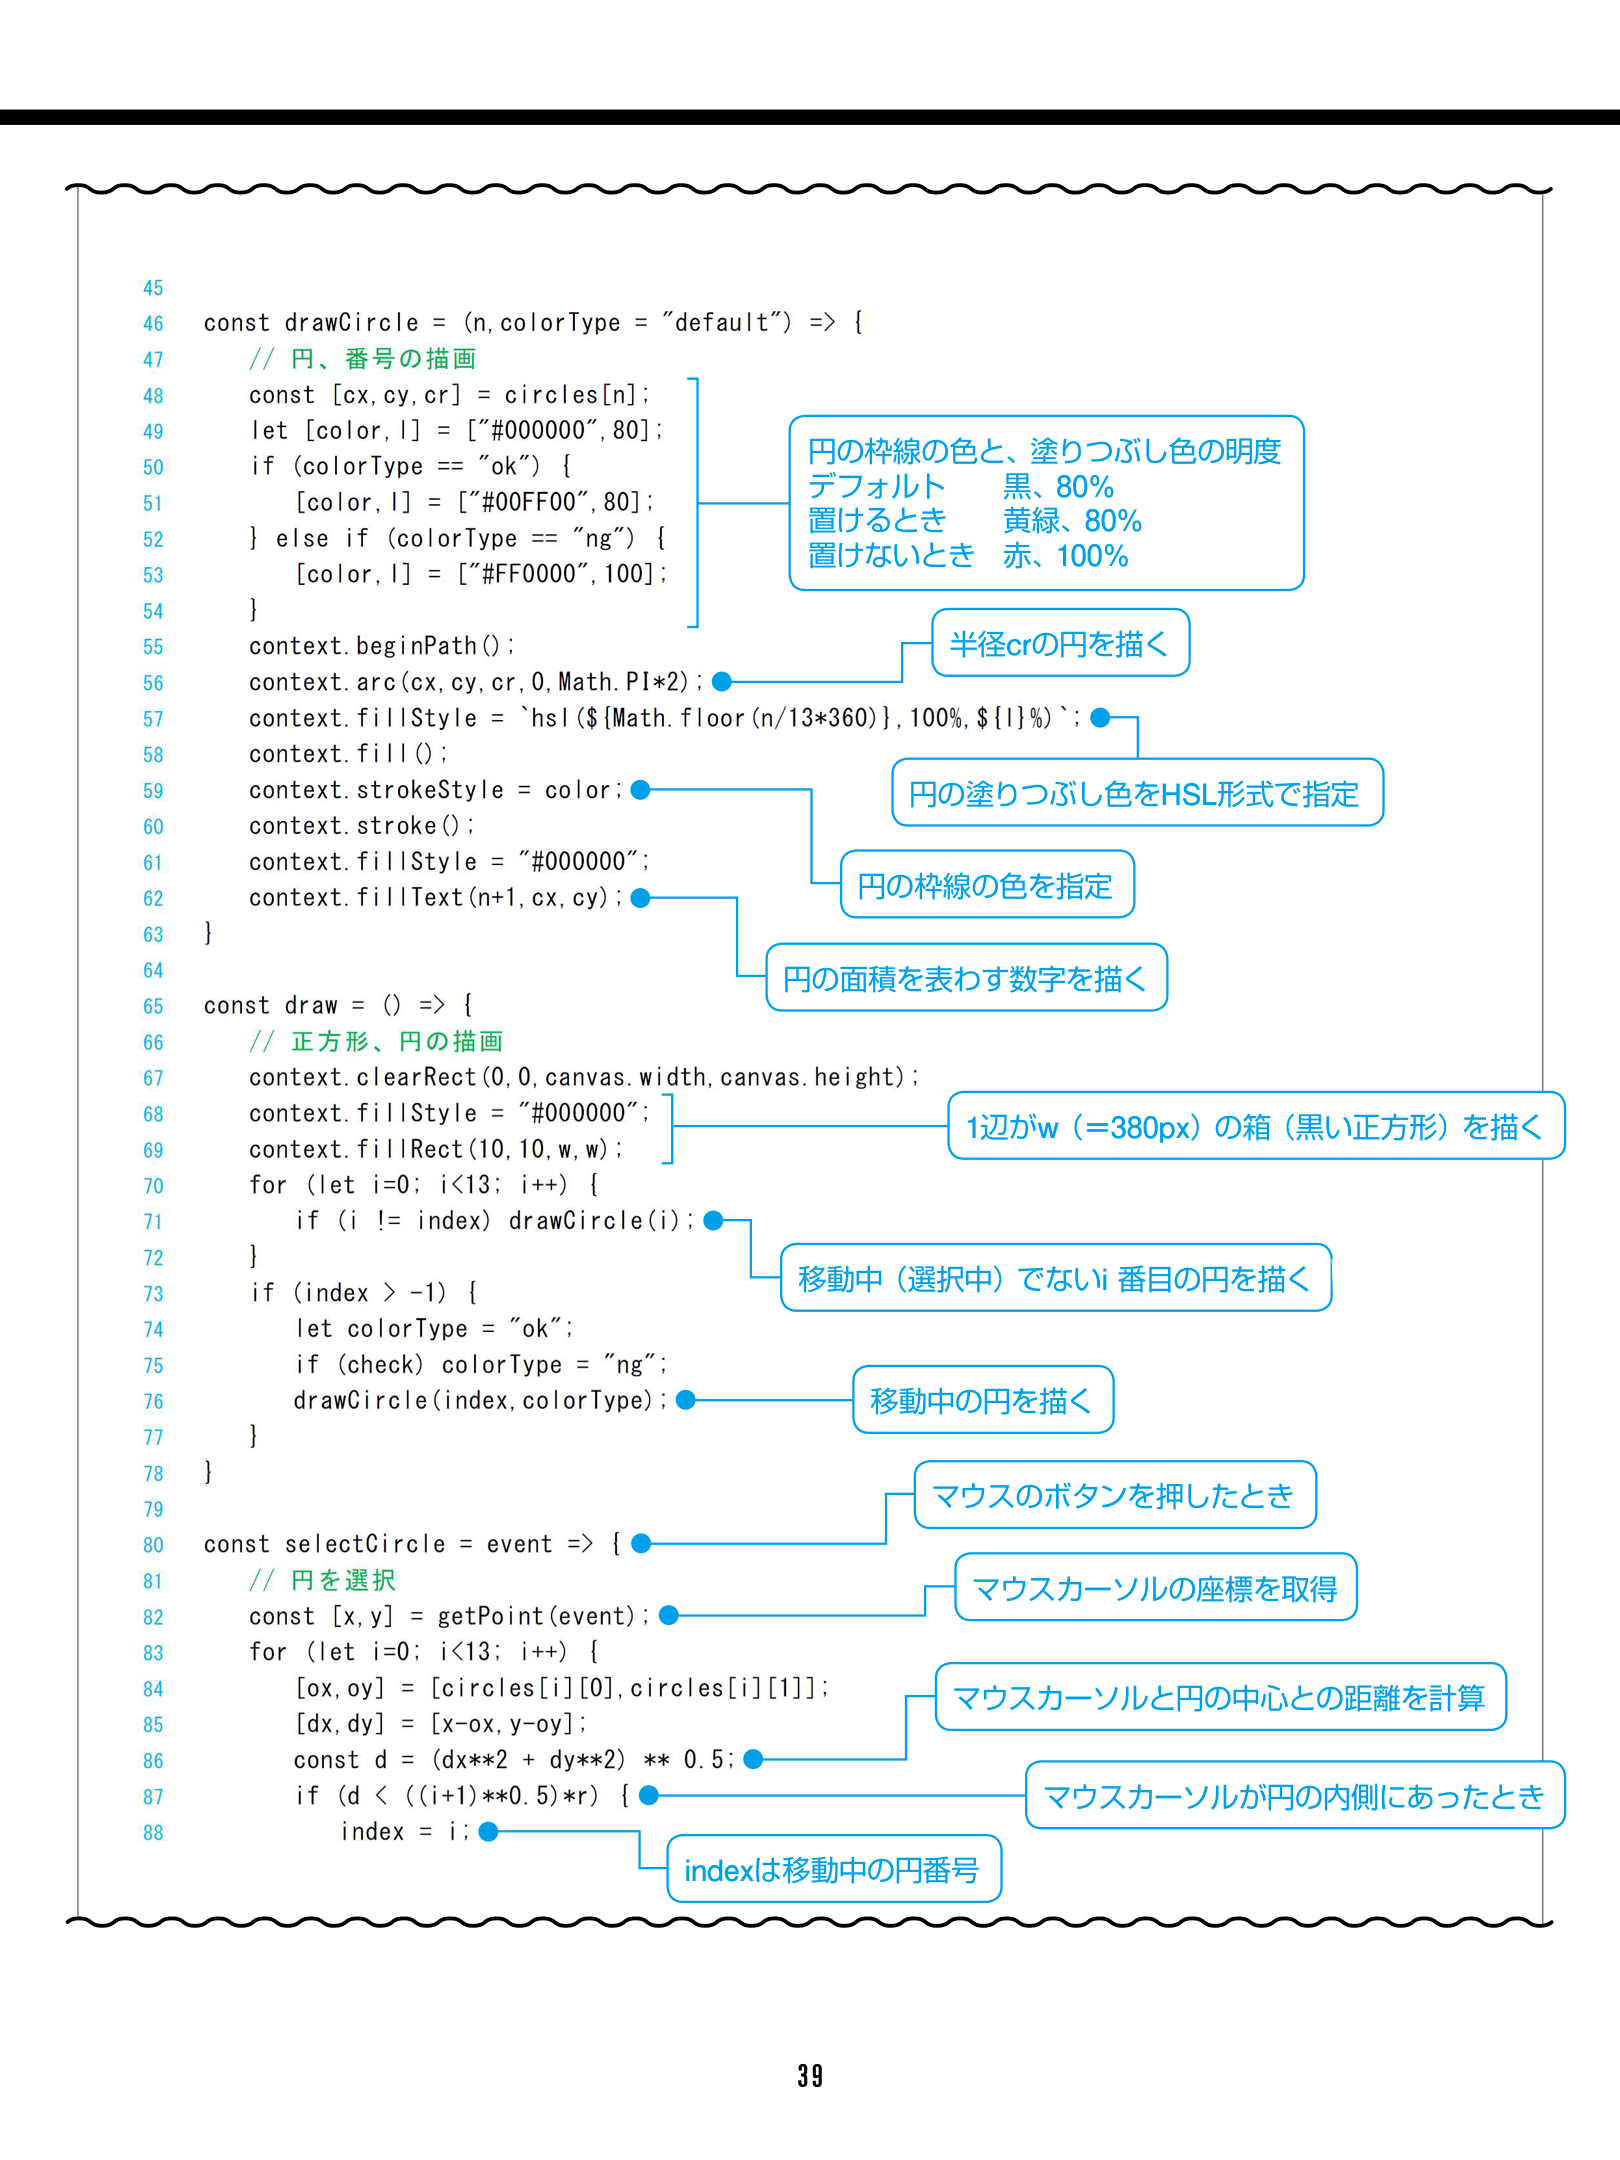 45
46 const drawCircle = (n,colorType = "default") => {
47 // 円、番号の描画
48 const [cx,cy,cr] = circles[n];
49 let [color,l] = ["#000000",80];
50 if (colorType == "ok") {
51 [color,l] = ["#00FF00",80];
52 } else if (colorType == "ng") {
53 [color,l] = ["#FF0000",100];
54 }
円の枠線の色と、塗りつぶし色の明度
デフォルト 黒、80%
置けるとき 黄緑、80%
置けないとき 赤、100%
55 context.beginPath();
56 context.arc(cx,cy,cr,0,Math.PI*2);
半径crの円を描く
57 context.fillStyle = `hsl(${Math.floor(n/13*360)},100%,${l}%)`;
円の塗りつぶし色をHSL形式で指定
58 context.fill();
59 context.strokeStyle = color;
円の枠線の色を指定
60 context.stroke();
61 context.fillStyle = "#000000";
62 context.fillText(n+1,cx,cy);
円の面積を表わす数字を描く
63 }
64
65 const draw = () => {
66 // 正方形、円の描画
67 context.clearRect(0,0,canvas.width,canvas.height);
68 context.fillStyle = "#000000";
69 context.fillRect(10,10,w,w);
1辺がw（＝380px）の箱（黒い正方形）を描く
70 for (let i=0; i<13; i++) {
71 if (i != index) drawCircle(i);
移動中（選択中）でないi 番目の円を描く
72 }
73 if (index > -1) {
74 let colorType = "ok";
75 if (check) colorType = "ng";
76 drawCircle(index,colorType);
移動中の円を描く
77 }
78 }
79
80 const selectCircle = event => {
マウスのボタンを押したとき
81 // 円を選択
82 const [x,y] = getPoint(event);
マウスカーソルの座標を取得
83 for (let i=0; i<13; i++) {
84 [ox,oy] = [circles[i][0],circles[i][1]];
85 [dx,dy] = [x-ox,y-oy];
86 const d = (dx**2 + dy**2) ** 0.5;
マウスカーソルと円の中心との距離を計算
87 if (d < ((i+1)**0.5)*r) {
マウスカーソルが円の内側にあったとき
88 index = i;
indexは移動中の円番号
39